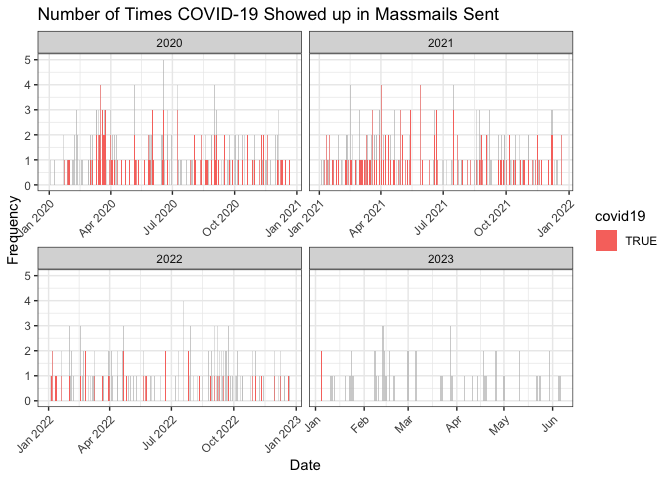 Number of Times COVID-19 Showed up in Massmails Sent
2020
2021
5
4
3
2
1
0
Jan 2020
Apr 2020
Jul 2020
Oct 2020
Jan 2021
Jan 2021
Apr 2021
Jul 2021
Oct 2021
Jan 2022
Frequency
covid19
TRUE
2022
2023
5
4
3
2
1
0
Jan 2022
Apr 2022
Jul 2022
Oct 2022
Jan 2023
Jan
Feb
Mar
Apr
May
Jun
Date